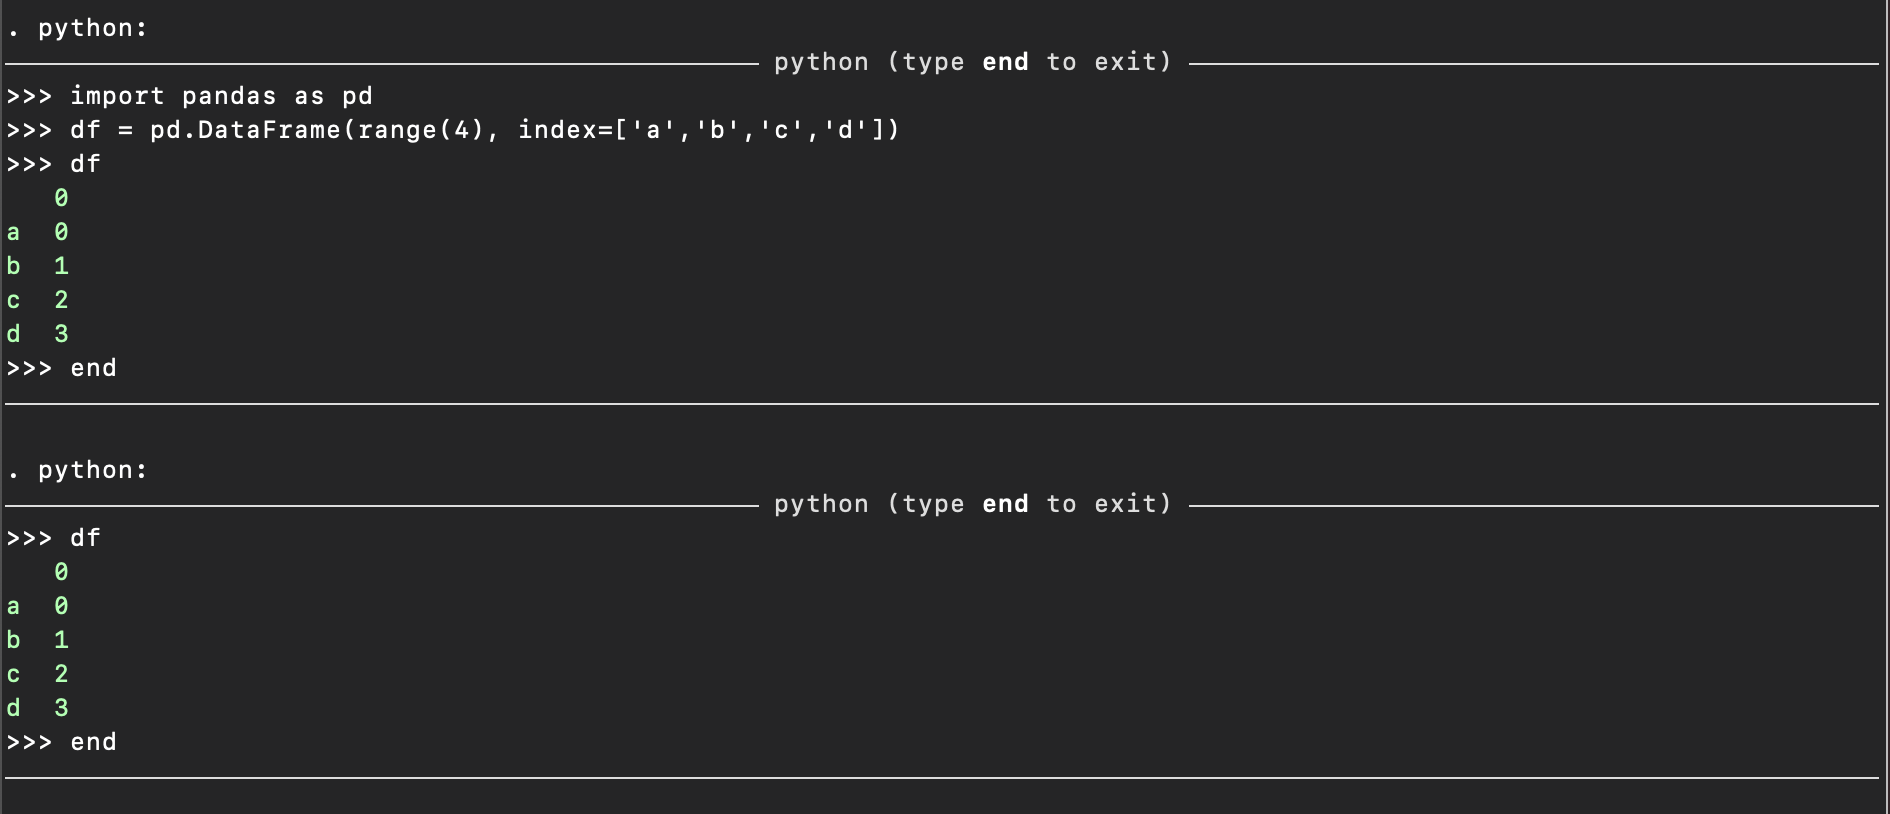 . python:
python (type end to exit)
>>> import pandas as pd
>>> df = pd.DataFrame(range(4), index=['a','b','c','d'])
>>> df
   0
a  0
b  1
c  2
d  3
>>> end
. python:
python (type end to exit)
>>> df
   0
a  0
b  1
c  2
d  3
>>> end